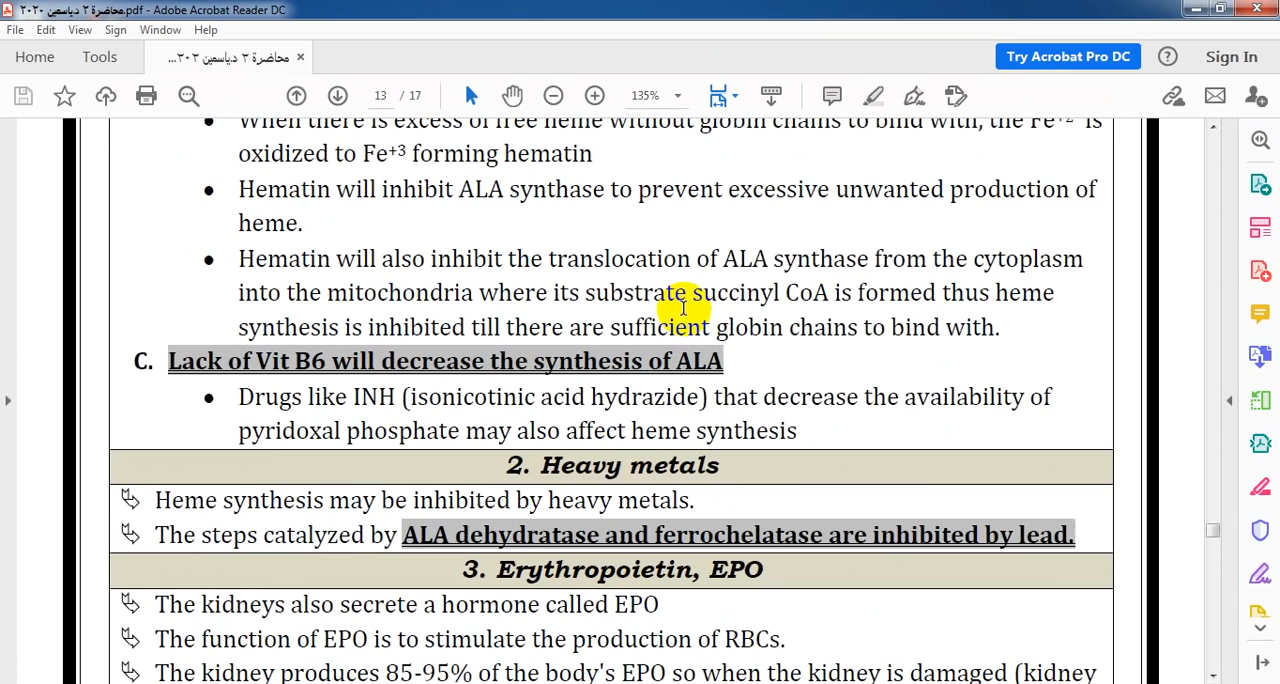 محاضرة ٢ د.ياسمين ٢٠٢٠.pdf - Adobe Acrobat Reader DC
File Edit View Sign Window Help
Home Tools محاضرة ٢ د.ياسمين ٢٠٢... × Try Acrobat Pro DC Sign In
13 / 17 135%
When there is excess of free heme without globin chains to bind with, the Fe+2 is
oxidized to Fe+3 forming hematin
Hematin will inhibit ALA synthase to prevent excessive unwanted production of
heme.
Hematin will also inhibit the translocation of ALA synthase from the cytoplasm
into the mitochondria where its substrate succinyl CoA is formed thus heme
synthesis is inhibited till there are sufficient globin chains to bind with.
C. Lack of Vit B6 will decrease the synthesis of ALA
Drugs like INH (isonicotinic acid hydrazide) that decrease the availability of
pyridoxal phosphate may also affect heme synthesis
2. Heavy metals
Heme synthesis may be inhibited by heavy metals.
The steps catalyzed by ALA dehydratase and ferrochelatase are inhibited by lead.
3. Erythropoietin, EPO
The kidneys also secrete a hormone called EPO
The function of EPO is to stimulate the production of RBCs.
The kidney produces 85-95% of the body's EPO so when the kidney is damaged (kidney